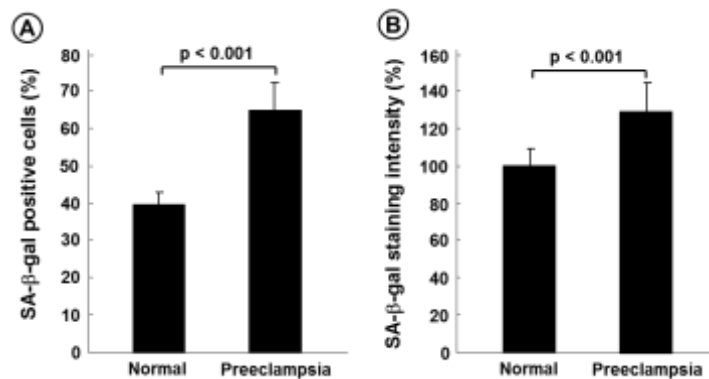 A
SA-β-gal positive cells (%)
80
70
60
50
40
30
20
10
0
p < 0.001
Normal
Preeclampsia
B
SA-β-gal staining intensity (%)
160
140
120
100
80
60
40
20
0
p < 0.001
Normal
Preeclampsia